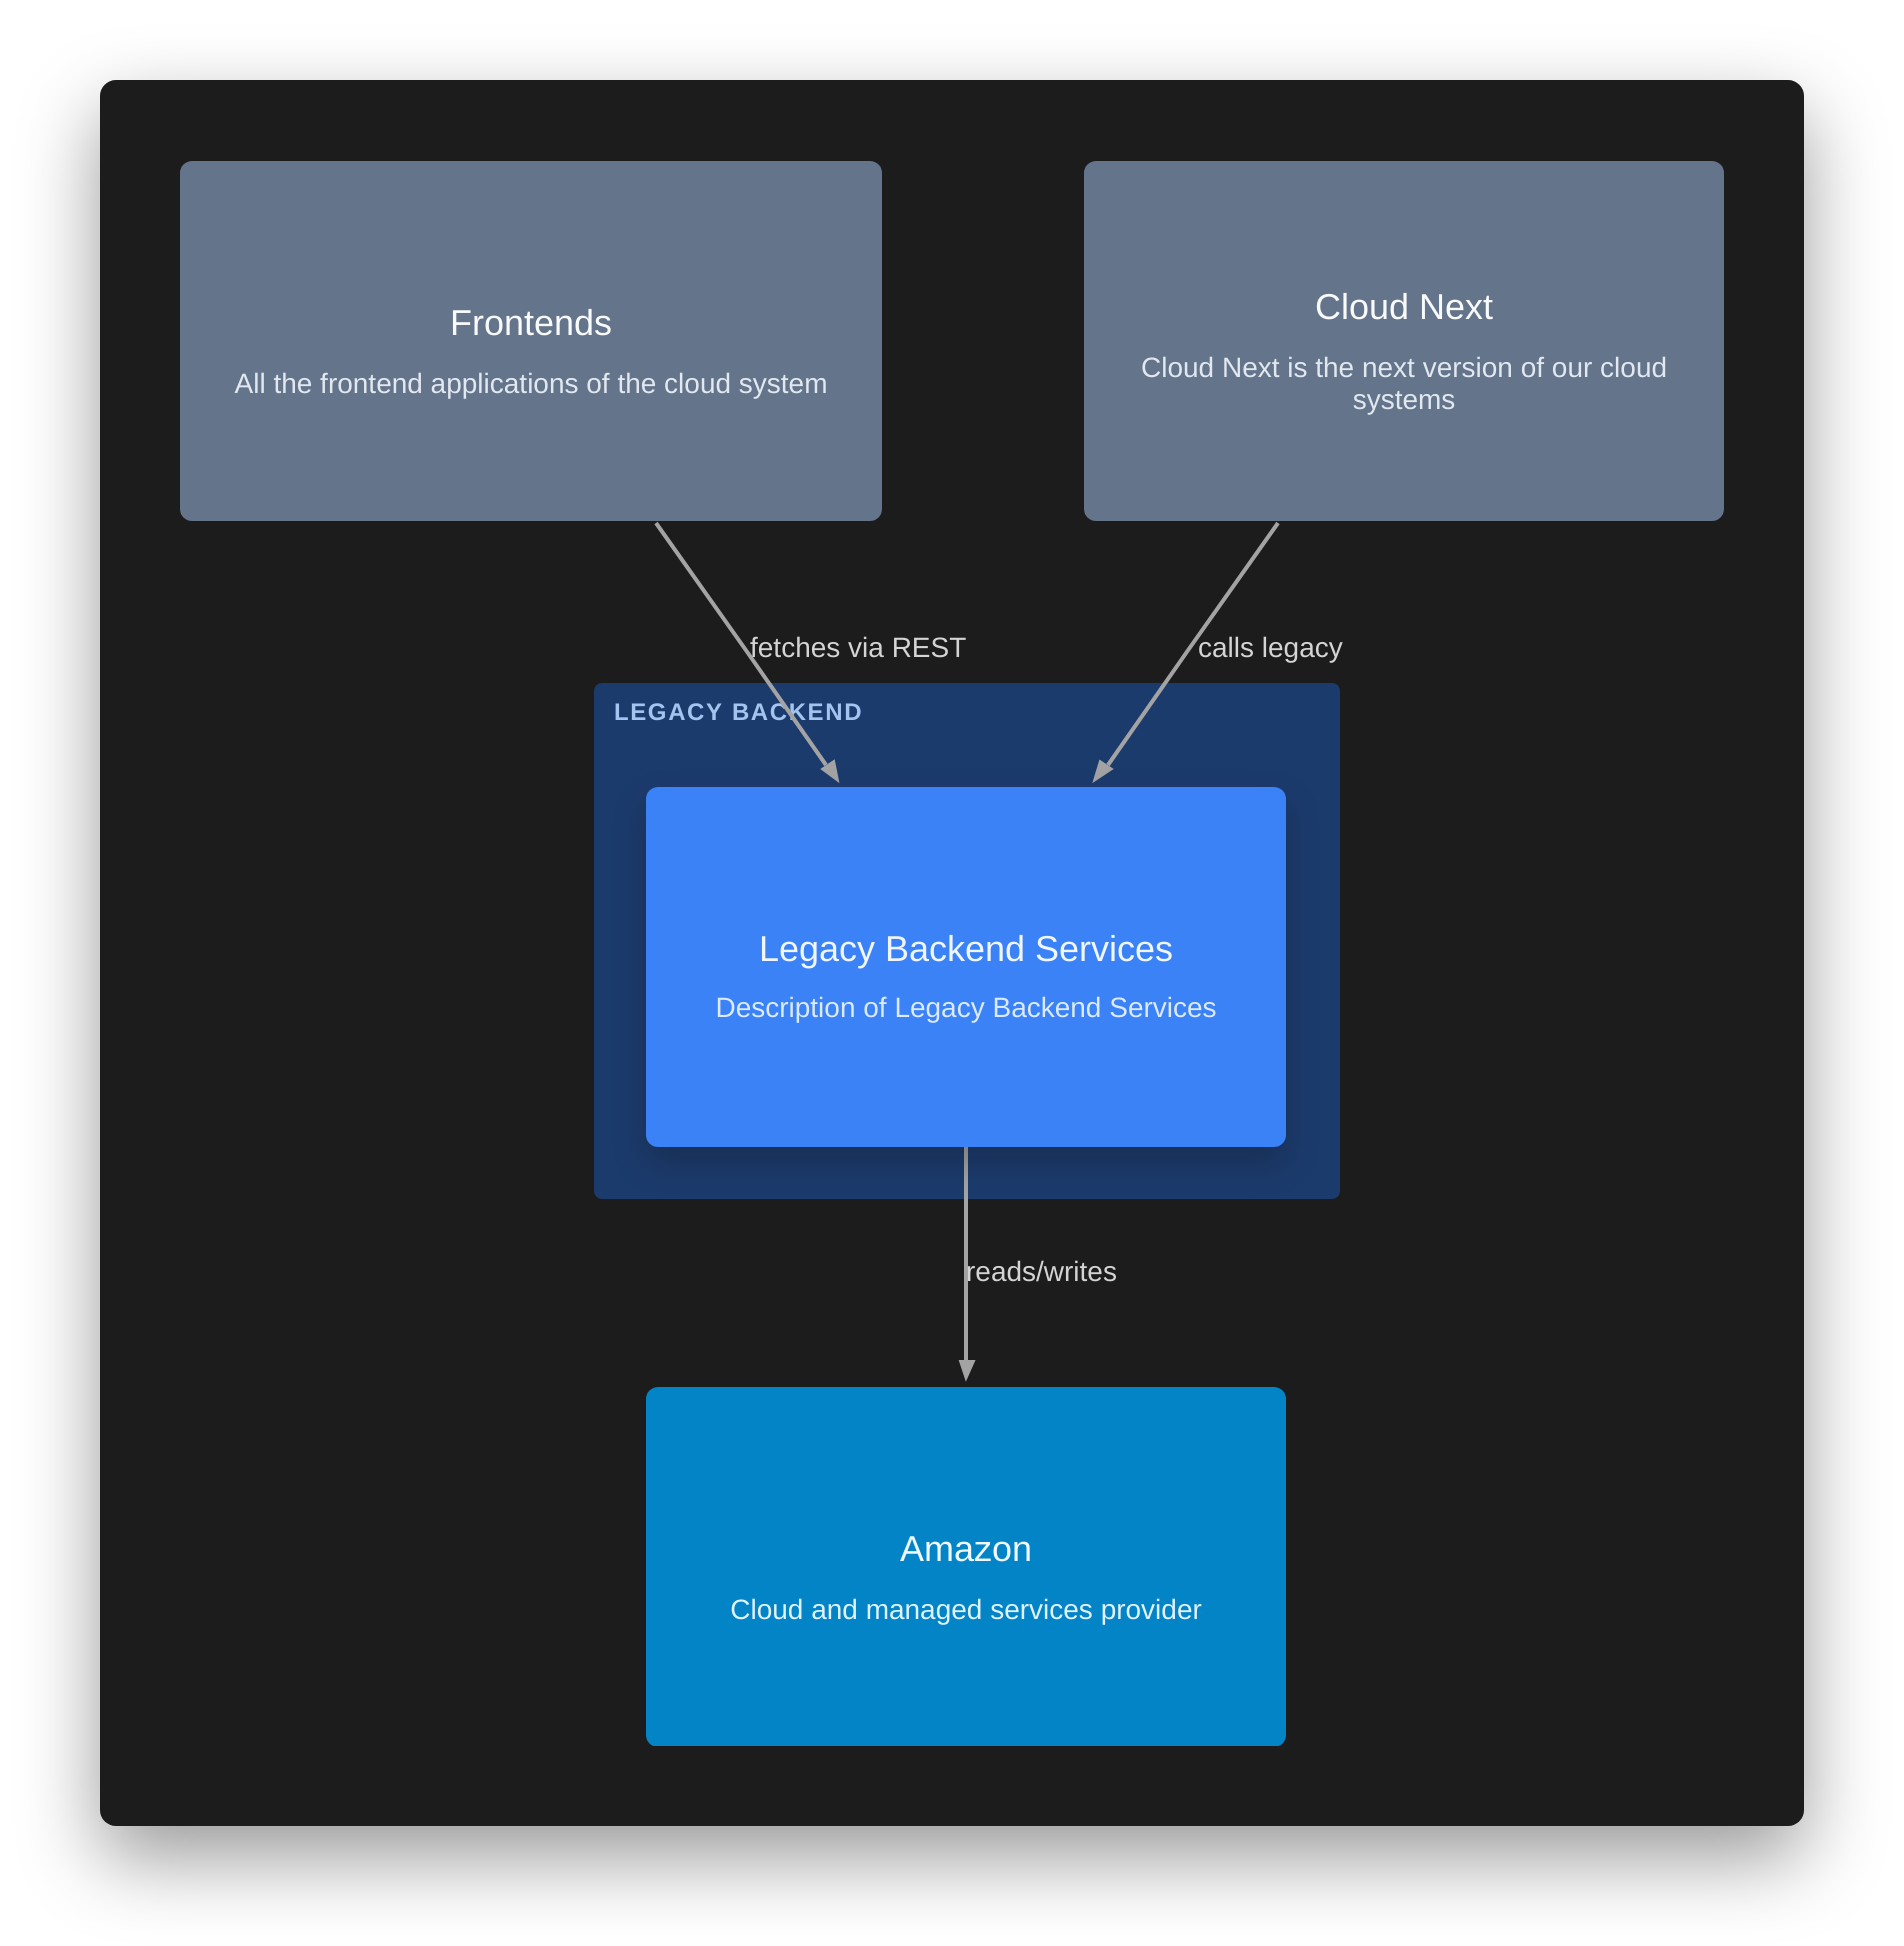 Frontends
All the frontend applications of the cloud system
Cloud Next
Cloud Next is the next version of our cloud
systems
fetches via REST
calls legacy
LEGACY BACKEND
Legacy Backend Services
Description of Legacy Backend Services
reads/writes
Amazon
Cloud and managed services provider